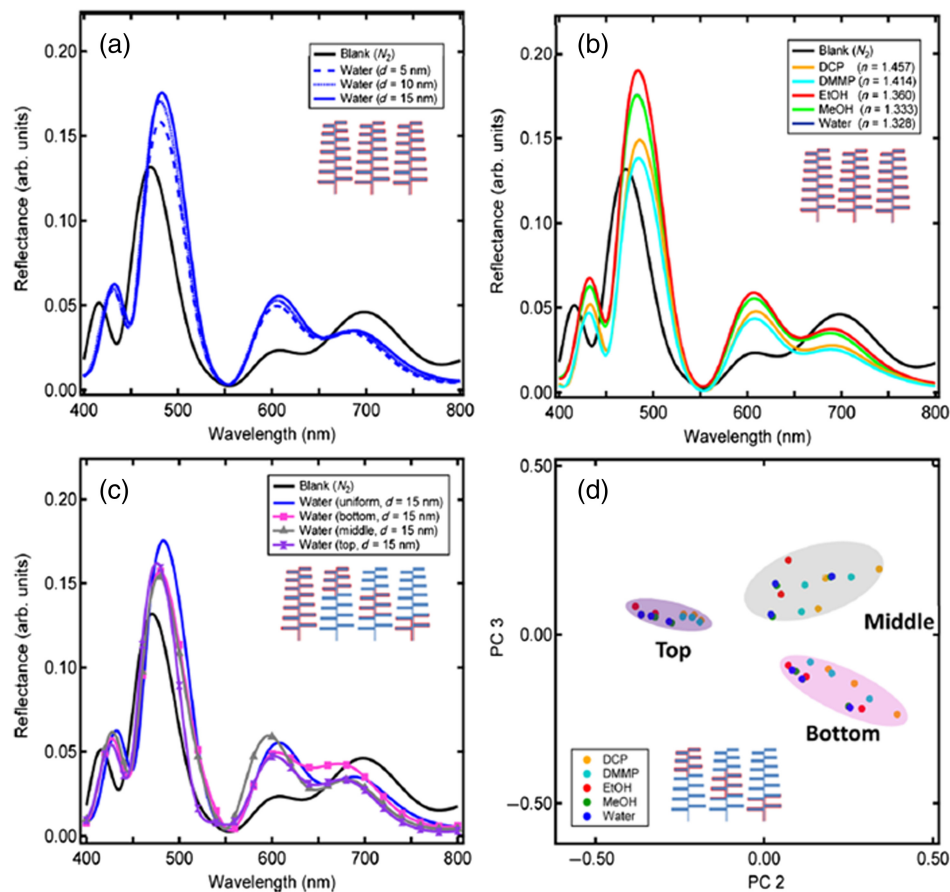 (a)
Blank (N2)
Water (d = 5 nm)
Water (d = 10 nm)
Water (d = 15 nm)
Reflectance (arb. units)
0.20
0.15
0.10
0.05
0.00
400 500 600 700 800
Wavelength (nm)
(b)
Blank (N2)
DCP (n = 1.457)
DMMP (n = 1.414)
EtOH (n = 1.360)
MeOH (n = 1.333)
Water (n = 1.328)
Reflectance (arb. units)
0.20
0.15
0.10
0.05
0.00
400 500 600 700 800
Wavelength (nm)
(c)
Blank (N2)
Water (uniform, d = 15 nm)
Water (bottom, d = 15 nm)
Water (middle, d = 15 nm)
Water (top, d = 15 nm)
Reflectance (arb. units)
0.20
0.15
0.10
0.05
0.00
400 500 600 700 800
Wavelength (nm)
(d)
0.50
PC 3
0.00
−0.50
Middle
Top
Bottom
DCP
DMMP
EtOH
MeOH
Water
−0.50 0.00 0.50
PC 2